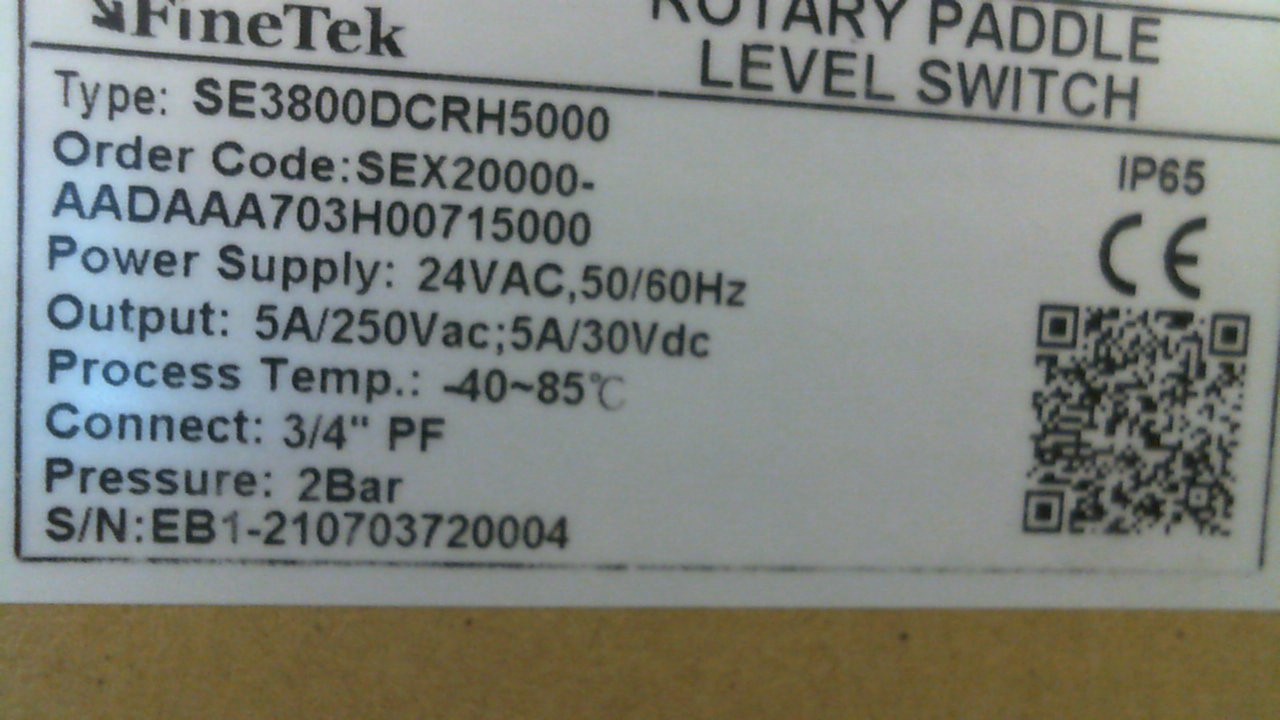 FineTek
ROTARY PADDLE
LEVEL SWITCH
Type: SE3800DCRH5000
Order Code:SEX20000-
AADAAA703H00715000
Power Supply: 24VAC,50/60Hz
Output: 5A/250Vac;5A/30Vdc
Process Temp.: -40~85℃
Connect: 3/4" PF
Pressure: 2Bar
S/N:EB1-210703720004
IP65
CE